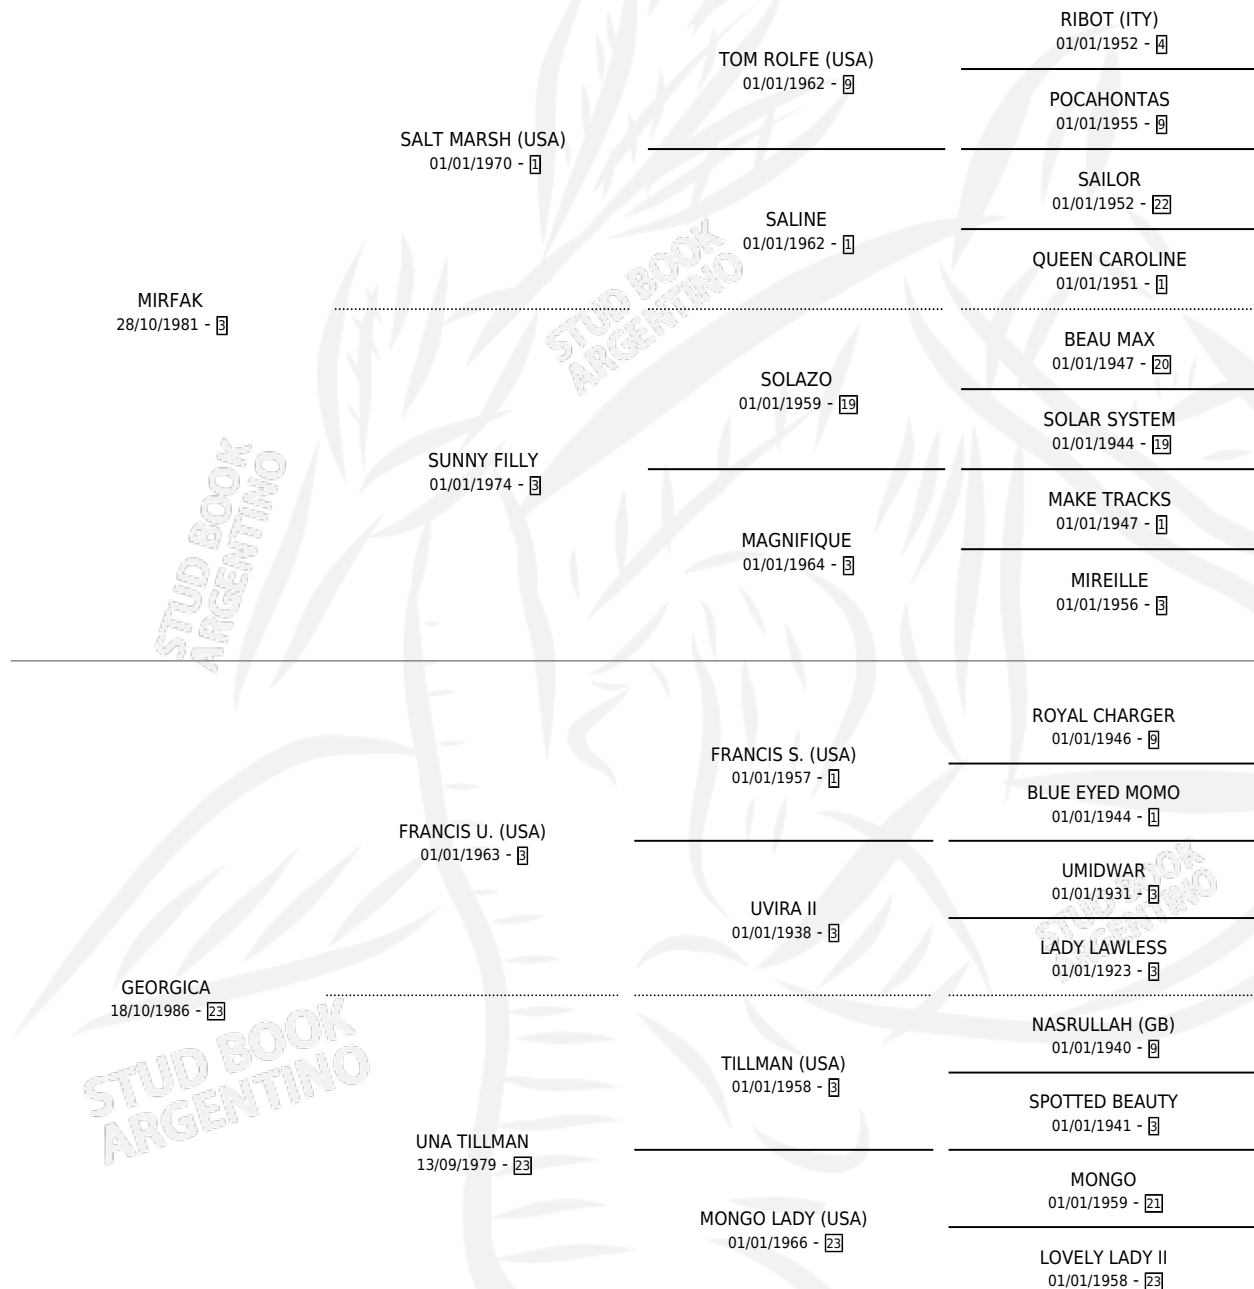 RIBOT (ITY)
01/01/1952 - 4
TOM ROLFE (USA)
01/01/1962 - 9
POCAHONTAS
01/01/1955 - 9
SALT MARSH (USA)
01/01/1970 - 1
SAILOR
01/01/1952 - 22
SALINE
01/01/1962 - 1
QUEEN CAROLINE
01/01/1951 - 1
MIRFAK
28/10/1981 - 3
STUD BOOK
ARGENTINO
BEAU MAX
01/01/1947 - 20
SOLAZO
01/01/1959 - 19
SOLAR SYSTEM
01/01/1944 - 19
SUNNY FILLY
01/01/1974 - 3
MAKE TRACKS
01/01/1947 - 1
MAGNIFIQUE
01/01/1964 - 3
MIREILLE
01/01/1956 - 3
STUD BOOK
ARGENTINO
ROYAL CHARGER
01/01/1946 - 9
FRANCIS S. (USA)
01/01/1957 - 1
BLUE EYED MOMO
01/01/1944 - 1
FRANCIS U. (USA)
01/01/1963 - 3
UMIDWAR
01/01/1931 - 3
UVIRA II
01/01/1938 - 3
LADY LAWLESS
01/01/1923 - 3
STUD BOOK
ARGENTINO
GEORGICA
18/10/1986 - 23
NASRULLAH (GB)
01/01/1940 - 9
TILLMAN (USA)
01/01/1958 - 3
SPOTTED BEAUTY
01/01/1941 - 3
STUD BOOK
ARGENTINO
UNA TILLMAN
13/09/1979 - 23
MONGO
01/01/1959 - 21
MONGO LADY (USA)
01/01/1966 - 23
LOVELY LADY II
01/01/1958 - 23